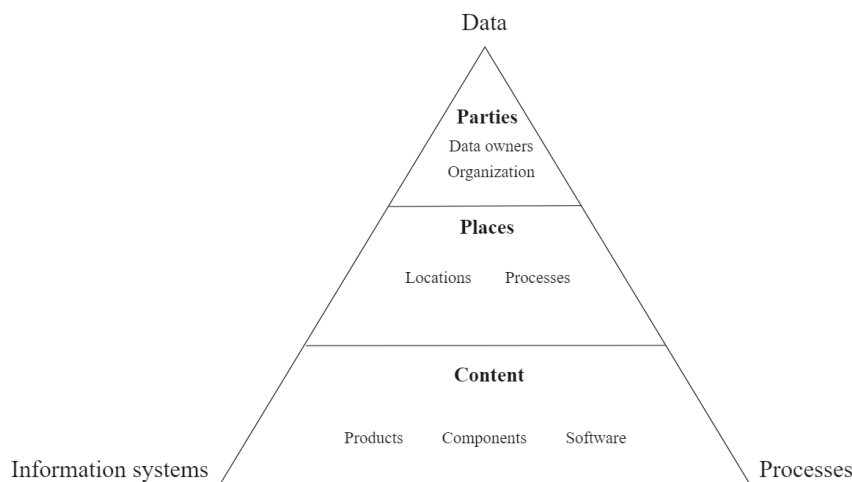 Data
Parties
Data owners
Organization
Places
Locations Processes
Content
Products Components Software
Information systems Processes